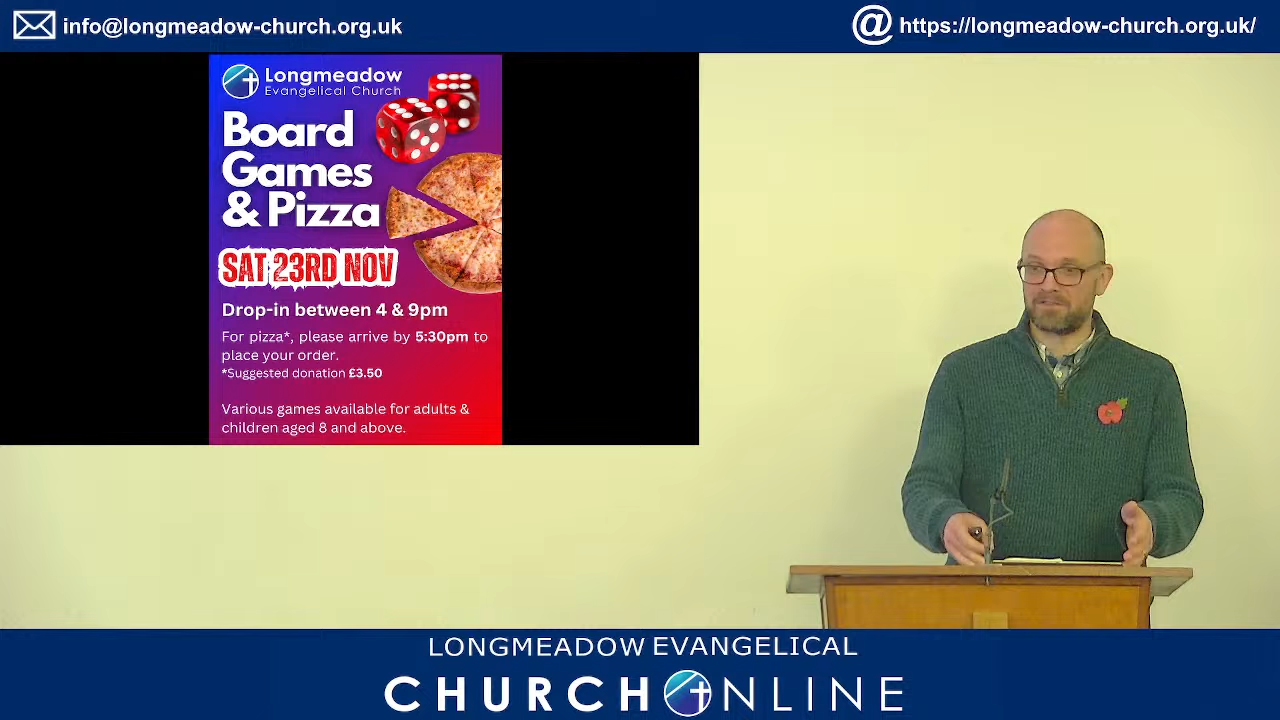 info@longmeadow-church.org.uk
@ https://longmeadow-church.org.uk/
Longmeadow
Evangelical Church
Board
Games
& Pizza
SAT 23RD NOV
Drop-in between 4 & 9pm
For pizza*, please arrive by 5:30pm to
place your order.
*Suggested donation £3.50
Various games available for adults &
children aged 8 and above.
LONGMEADOW EVANGELICAL
CHURCH ONLINE